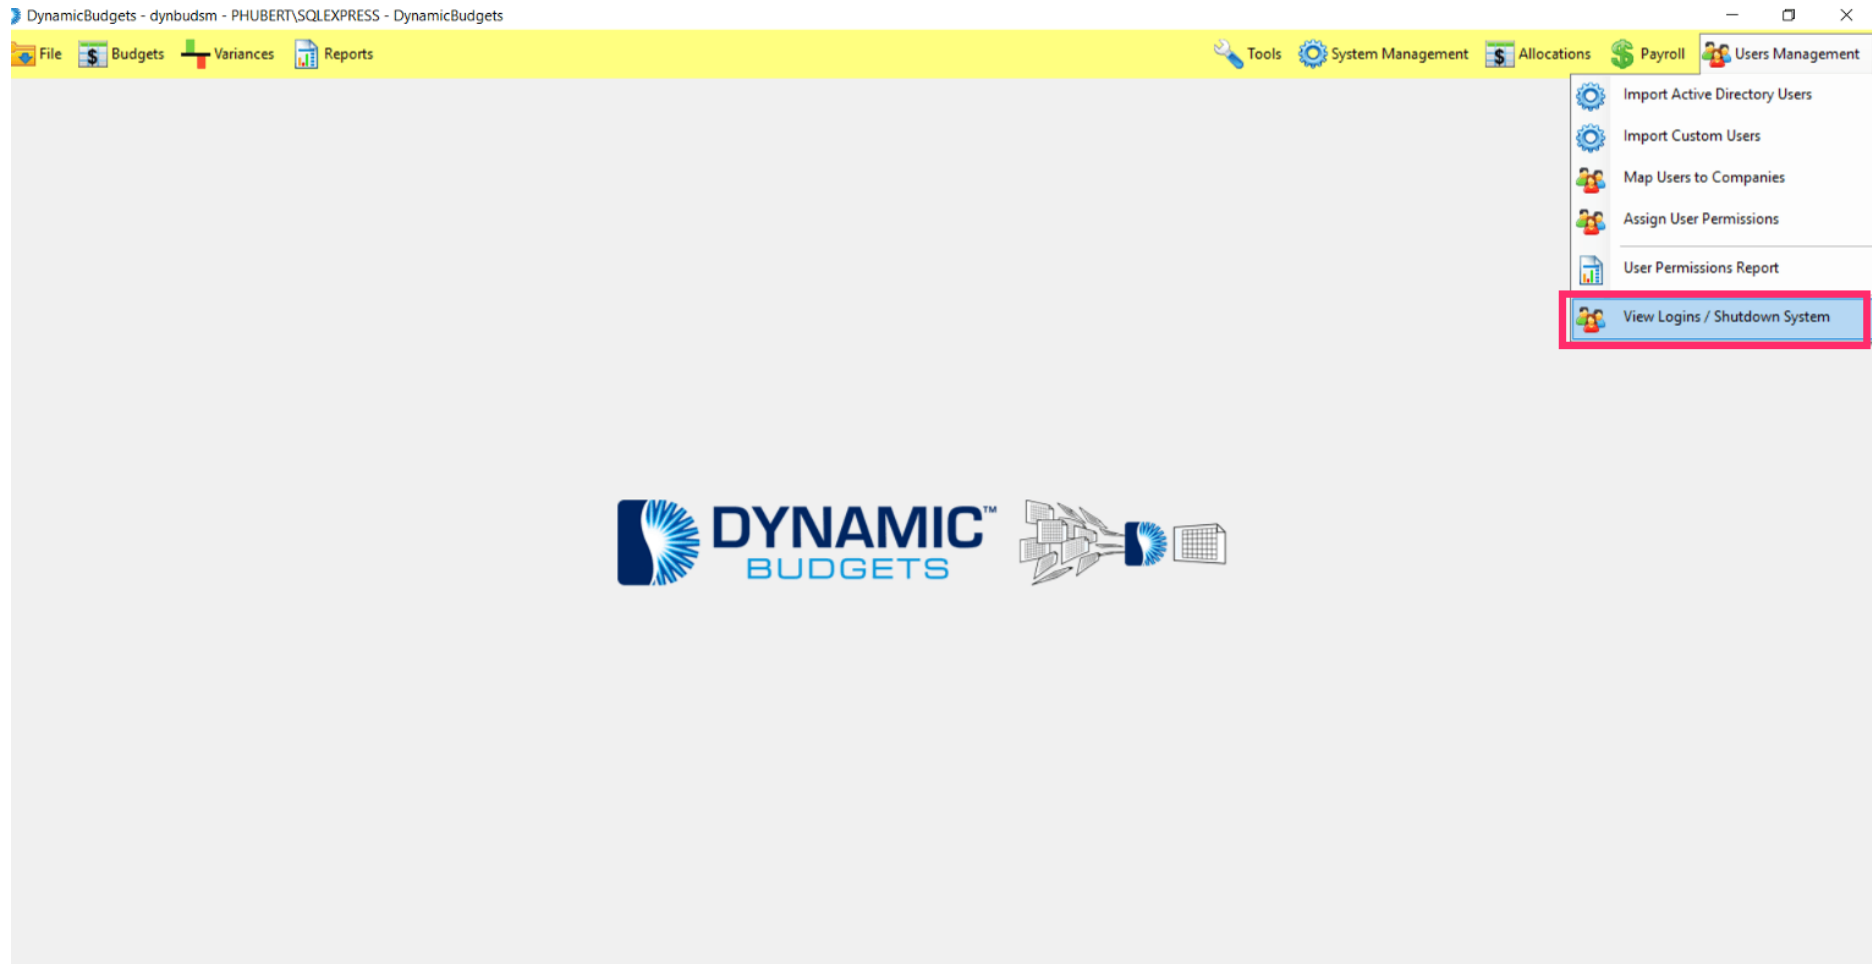 DynamicBudgets - dynbudsm - PHUBERT\SQLEXPRESS - DynamicBudgets
File Budgets Variances Reports Tools System Management Allocations Payroll Users Management
Import Active Directory Users
Import Custom Users
Map Users to Companies
Assign User Permissions
User Permissions Report
View Logins / Shutdown System
DYNAMIC™
BUDGETS